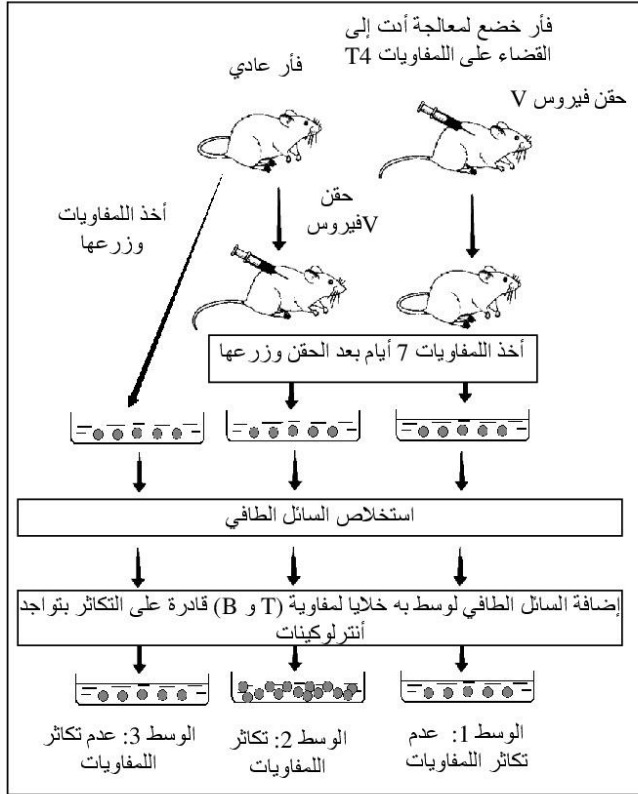 فأر خضع لمعالجة أدت إلى
القضاء على اللمفاويات T4
فأر عادي
حقن فيروس V
أخذ اللمفاويات
وزرعها
حقن
فيروسV
أخذ اللمفاويات 7 أيام بعد الحقن وزرعها
استخلاص السائل الطافي
إضافة السائل الطافي لوسط به خلايا لمفاوية (T و B) قادرة على التكاثر بتواجد
أنترلوكينات
الوسط 1: عدم
تكاثر اللمفاويات
الوسط 2: تكاثر
اللمفاويات
الوسط 3: عدم تكاثر
اللمفاويات